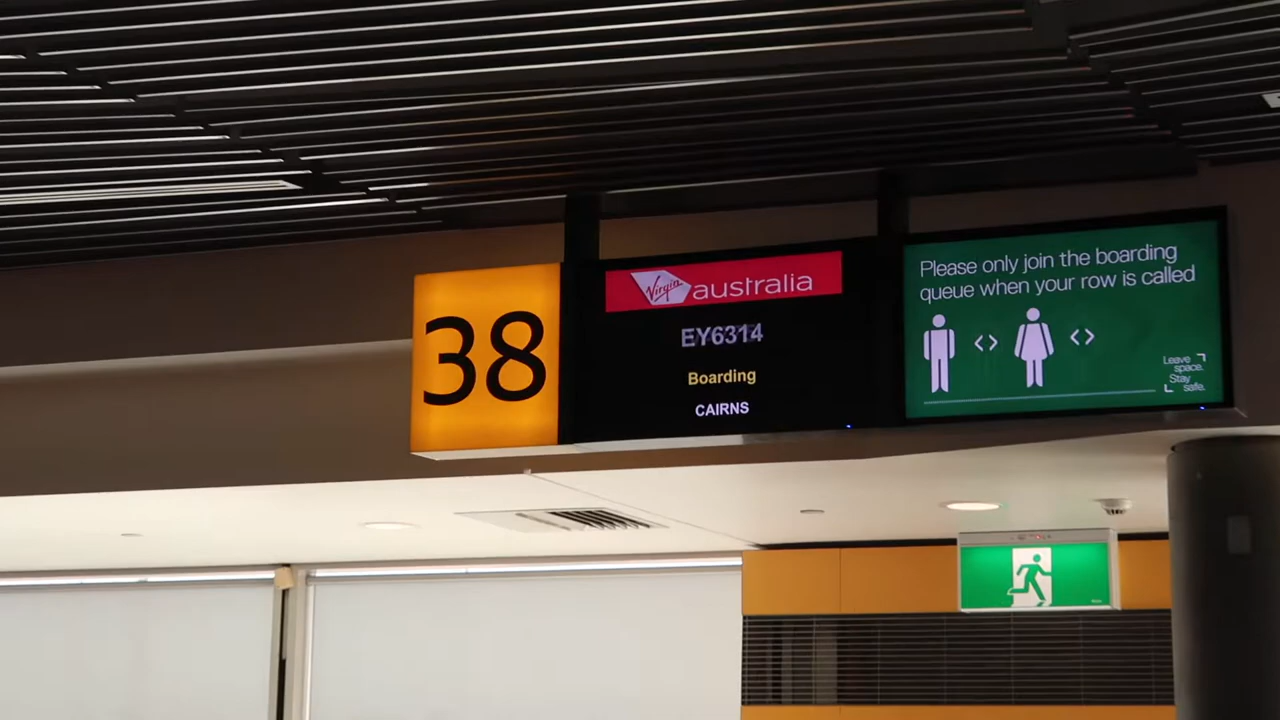 38
Virgin australia
EY6314
Boarding
CAIRNS
Please only join the boarding
queue when your row is called
<> <>
Leave
space.
Stay
safe.